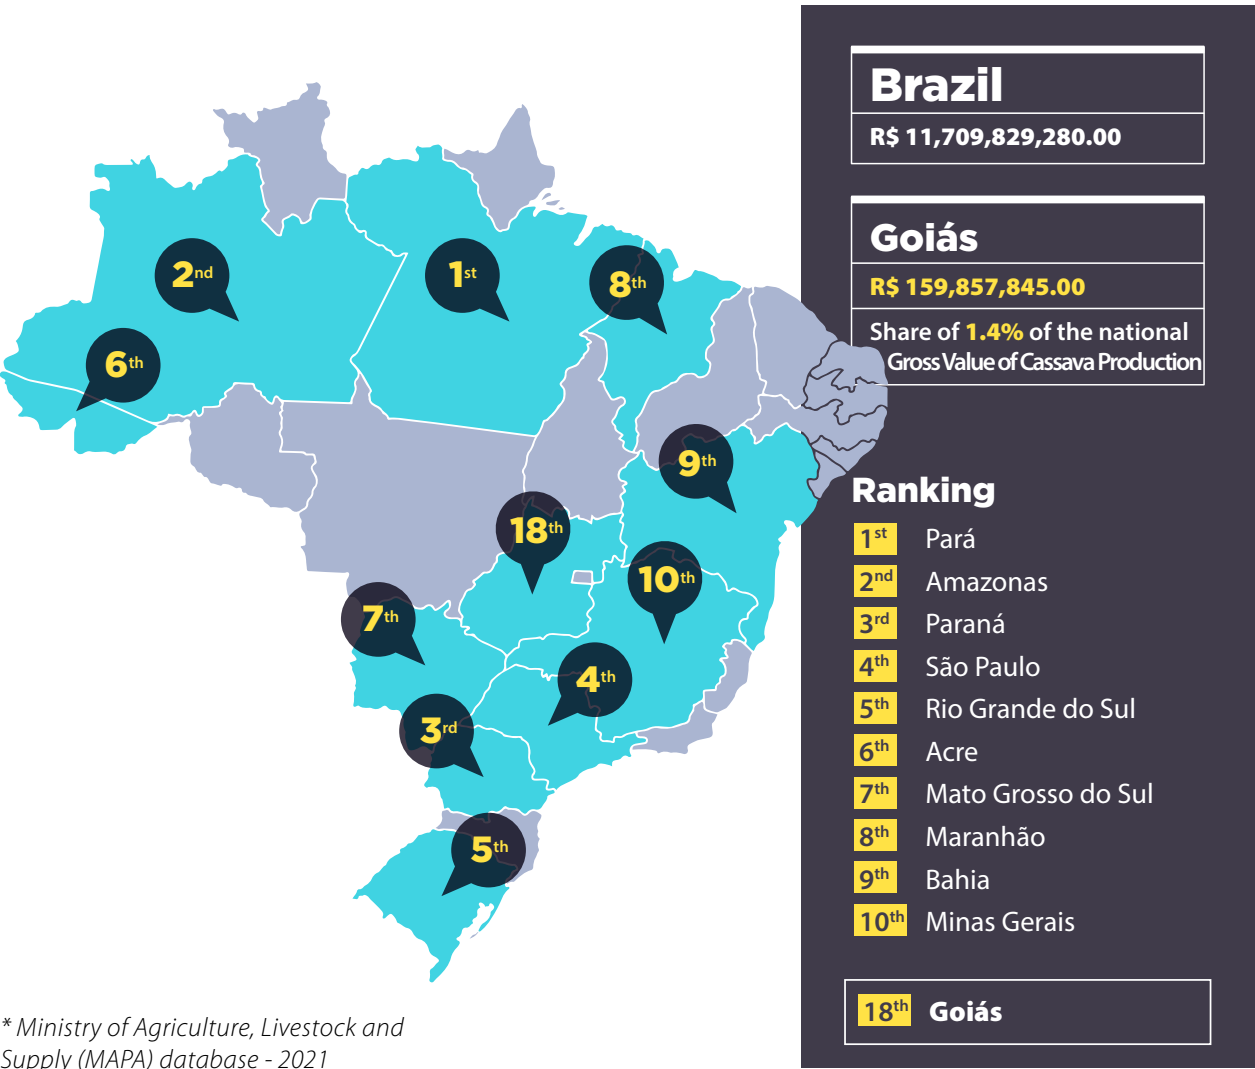 2nd
1st
8th
6th
9th
18th
10th
7th
4th
3rd
5th
* Ministry of Agriculture, Livestock and
Supply (MAPA) database - 2021
Brazil
R$ 11,709,829,280.00
Goiás
R$ 159,857,845.00
Share of 1.4% of the national
Gross Value of Cassava Production
Ranking
1st Pará
2nd Amazonas
3rd Paraná
4th São Paulo
5th Rio Grande do Sul
6th Acre
7th Mato Grosso do Sul
8th Maranhão
9th Bahia
10th Minas Gerais
18th Goiás